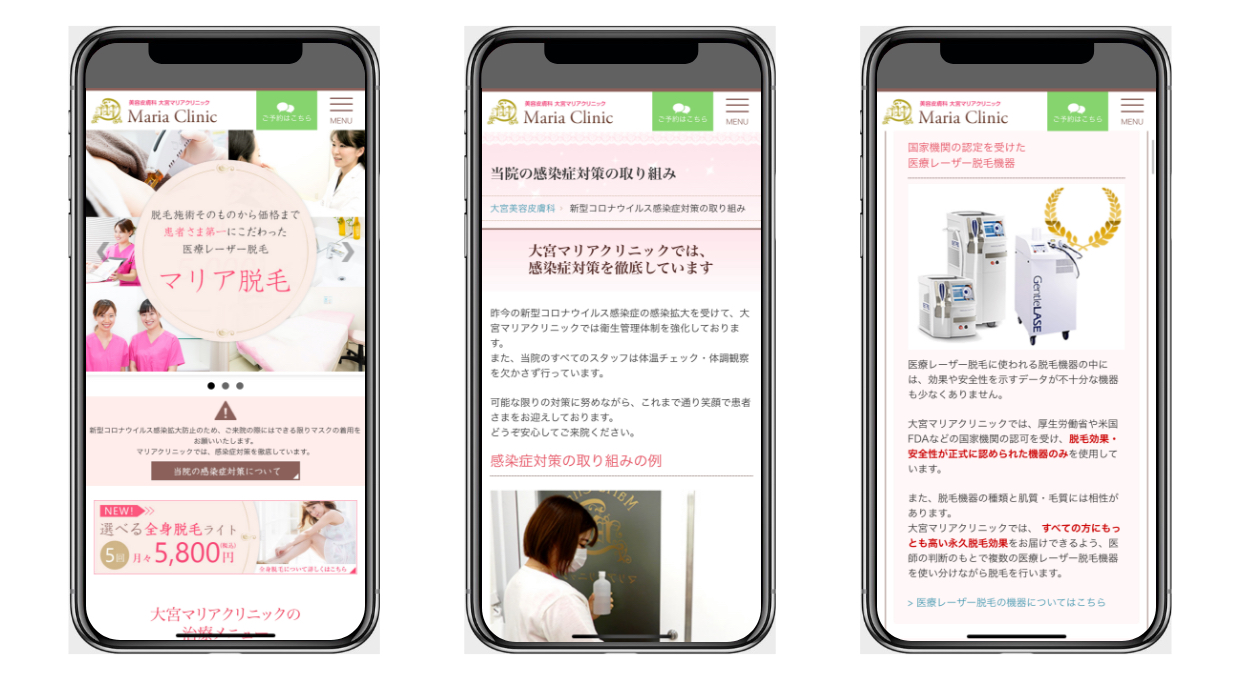 美容皮膚科 大宮マリアクリニック
Maria Clinic
ご予約はこちら
MENU
脱毛施術そのものから価格まで
患者さま第一にこだわった
医療レーザー脱毛
マリア脱毛
新型コロナウイルス感染拡大防止のため、ご来院の際にはできる限りマスクの着用を
お願いいたします。
マリアクリニックでは、感染症対策を徹底しています。
当院の感染症対策について
NEW!
選べる全身脱毛ライト
5回 月々5,800円(税込)
全身脱毛について詳しくはこちら
大宮マリアクリニックの
治療メニュー
美容皮膚科 大宮マリアクリニック
Maria Clinic
ご予約はこちら
MENU
当院の感染症対策の取り組み
大宮美容皮膚科 > 新型コロナウイルス感染症対策の取り組み
大宮マリアクリニックでは、
感染症対策を徹底しています
昨今の新型コロナウイルス感染症の感染拡大を受けて、大
宮マリアクリニックでは衛生管理体制を強化しておりま
す。
また、当院のすべてのスタッフは体温チェック・体調観察
を欠かさず行っています。
可能な限りの対策に努めながら、これまで通り笑顔で患者
さまをお迎えしております。
どうぞ安心してご来院ください。
感染症対策の取り組みの例
美容皮膚科 大宮マリアクリニック
Maria Clinic
ご予約はこちら
MENU
国家機関の認定を受けた
医療レーザー脱毛機器
GentleLASE
医療レーザー脱毛に使われる脱毛機器の中に
は、効果や安全性を示すデータが不十分な機器
も少なくありません。
大宮マリアクリニックでは、厚生労働省や米国
FDAなどの国家機関の認可を受け、脱毛効果・
安全性が正式に認められた機器のみを使用して
います。
また、脱毛機器の種類と肌質・毛質には相性が
あります。
大宮マリアクリニックでは、すべての方にもっ
とも高い永久脱毛効果をお届けできるよう、医
師の判断のもとで複数の医療レーザー脱毛機器
を使い分けながら脱毛を行います。
> 医療レーザー脱毛の機器についてはこちら